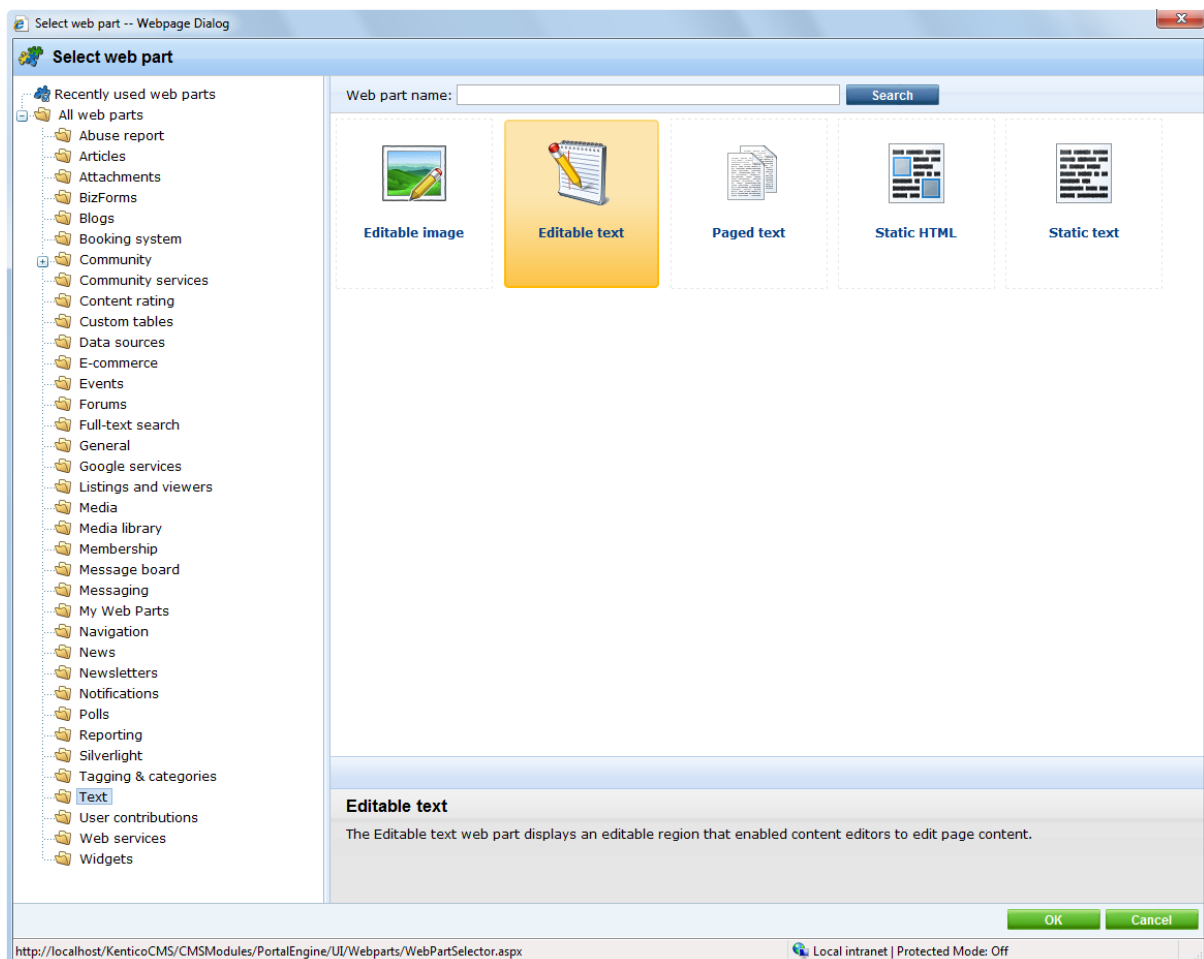 Select web part -- Webpage Dialog
Select web part
Recently used web parts
All web parts
Abuse report
Articles
Attachments
BizForms
Blogs
Booking system
Community
Community services
Content rating
Custom tables
Data sources
E-commerce
Events
Forums
Full-text search
General
Google services
Listings and viewers
Media
Media library
Membership
Message board
Messaging
My Web Parts
Navigation
News
Newsletters
Notifications
Polls
Reporting
Silverlight
Tagging & categories
Text
User contributions
Web services
Widgets
Web part name:
Search
Editable image
Editable text
Paged text
Static HTML
Static text
Editable text
The Editable text web part displays an editable region that enabled content editors to edit page content.
OK
Cancel
http://localhost/KenticoCMS/CMSModules/PortalEngine/UI/Webparts/WebPartSelector.aspx
Local intranet | Protected Mode: Off